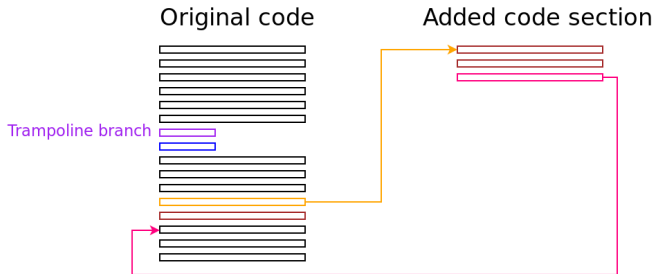 Original code
Added code section
Trampoline branch